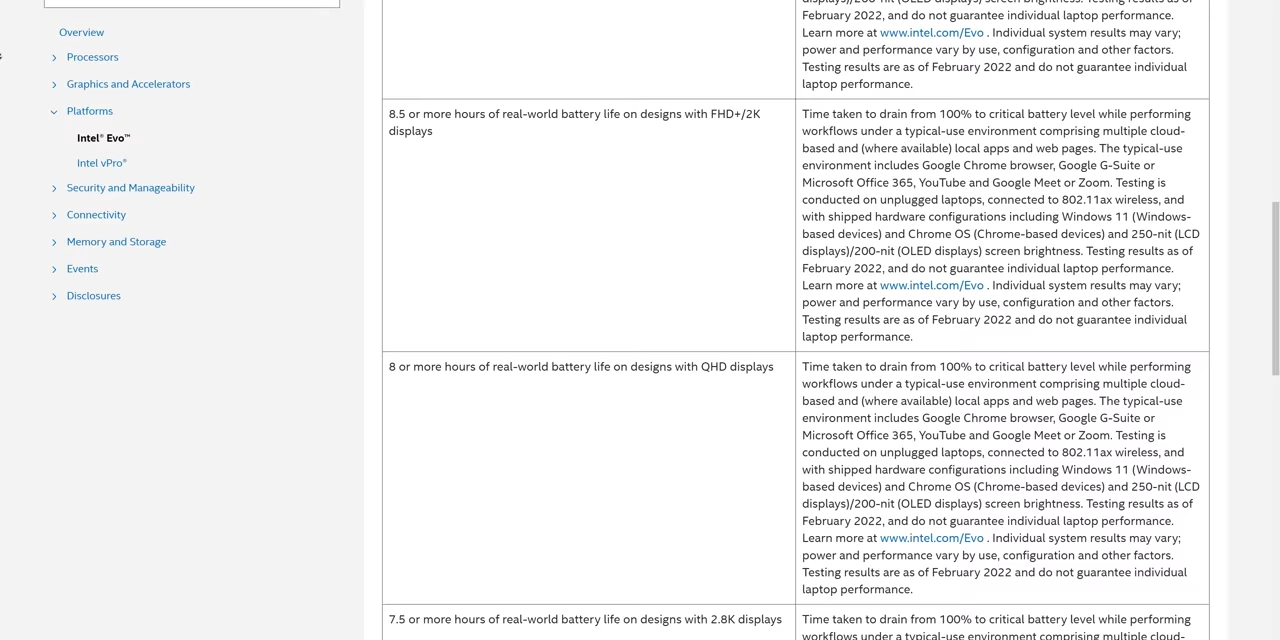 Overview
Processors
Graphics and Accelerators
Platforms
Intel® Evo™
Intel vPro®
Security and Manageability
Connectivity
Memory and Storage
Events
Disclosures
displays)/200-nit (OLED displays) screen brightness. Testing results as of
February 2022, and do not guarantee individual laptop performance.
Learn more at www.intel.com/Evo . Individual system results may vary;
power and performance vary by use, configuration and other factors.
Testing results are as of February 2022 and do not guarantee individual
laptop performance.
8.5 or more hours of real-world battery life on designs with FHD+/2K
displays
Time taken to drain from 100% to critical battery level while performing
workflows under a typical-use environment comprising multiple cloud-
based and (where available) local apps and web pages. The typical-use
environment includes Google Chrome browser, Google G-Suite or
Microsoft Office 365, YouTube and Google Meet or Zoom. Testing is
conducted on unplugged laptops, connected to 802.11ax wireless, and
with shipped hardware configurations including Windows 11 (Windows-
based devices) and Chrome OS (Chrome-based devices) and 250-nit (LCD
displays)/200-nit (OLED displays) screen brightness. Testing results as of
February 2022, and do not guarantee individual laptop performance.
Learn more at www.intel.com/Evo . Individual system results may vary;
power and performance vary by use, configuration and other factors.
Testing results are as of February 2022 and do not guarantee individual
laptop performance.
8 or more hours of real-world battery life on designs with QHD displays
Time taken to drain from 100% to critical battery level while performing
workflows under a typical-use environment comprising multiple cloud-
based and (where available) local apps and web pages. The typical-use
environment includes Google Chrome browser, Google G-Suite or
Microsoft Office 365, YouTube and Google Meet or Zoom. Testing is
conducted on unplugged laptops, connected to 802.11ax wireless, and
with shipped hardware configurations including Windows 11 (Windows-
based devices) and Chrome OS (Chrome-based devices) and 250-nit (LCD
displays)/200-nit (OLED displays) screen brightness. Testing results as of
February 2022, and do not guarantee individual laptop performance.
Learn more at www.intel.com/Evo . Individual system results may vary;
power and performance vary by use, configuration and other factors.
Testing results are as of February 2022 and do not guarantee individual
laptop performance.
7.5 or more hours of real-world battery life on designs with 2.8K displays
Time taken to drain from 100% to critical battery level while performing
workflows under a typical-use environment comprising multiple cloud-